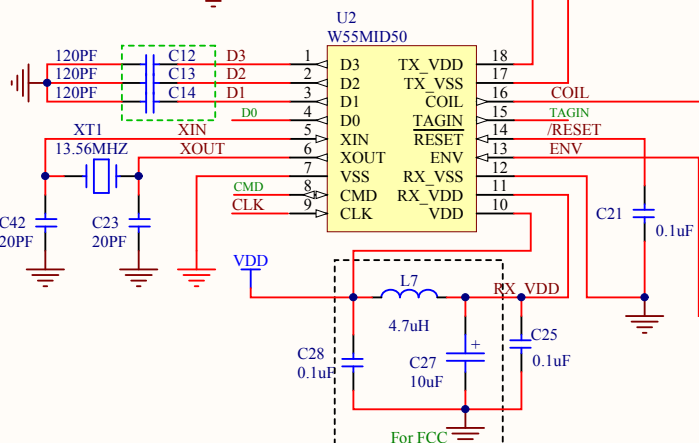 U2
W55MID50
120PF C12 D3 1 D3 TX_VDD 18
120PF C13 D2 2 D2 TX_VSS 17
120PF C14 D1 3 D1 COIL 16 COIL
D0 4 D0 TAGIN 15 TAGIN
XT1 XIN 5 XIN RESET 14 /RESET
13.56MHZ XOUT 6 XOUT ENV 13 ENV
7 VSS RX_VSS 12
CMD 8 CMD RX_VDD 11
CLK 9 CLK VDD 10
C42 C23 C21
20PF 20PF 0.1uF
VDD
L7 RX_VDD
4.7uH
C28 C27 C25
0.1uF 10uF + 0.1uF
For FCC